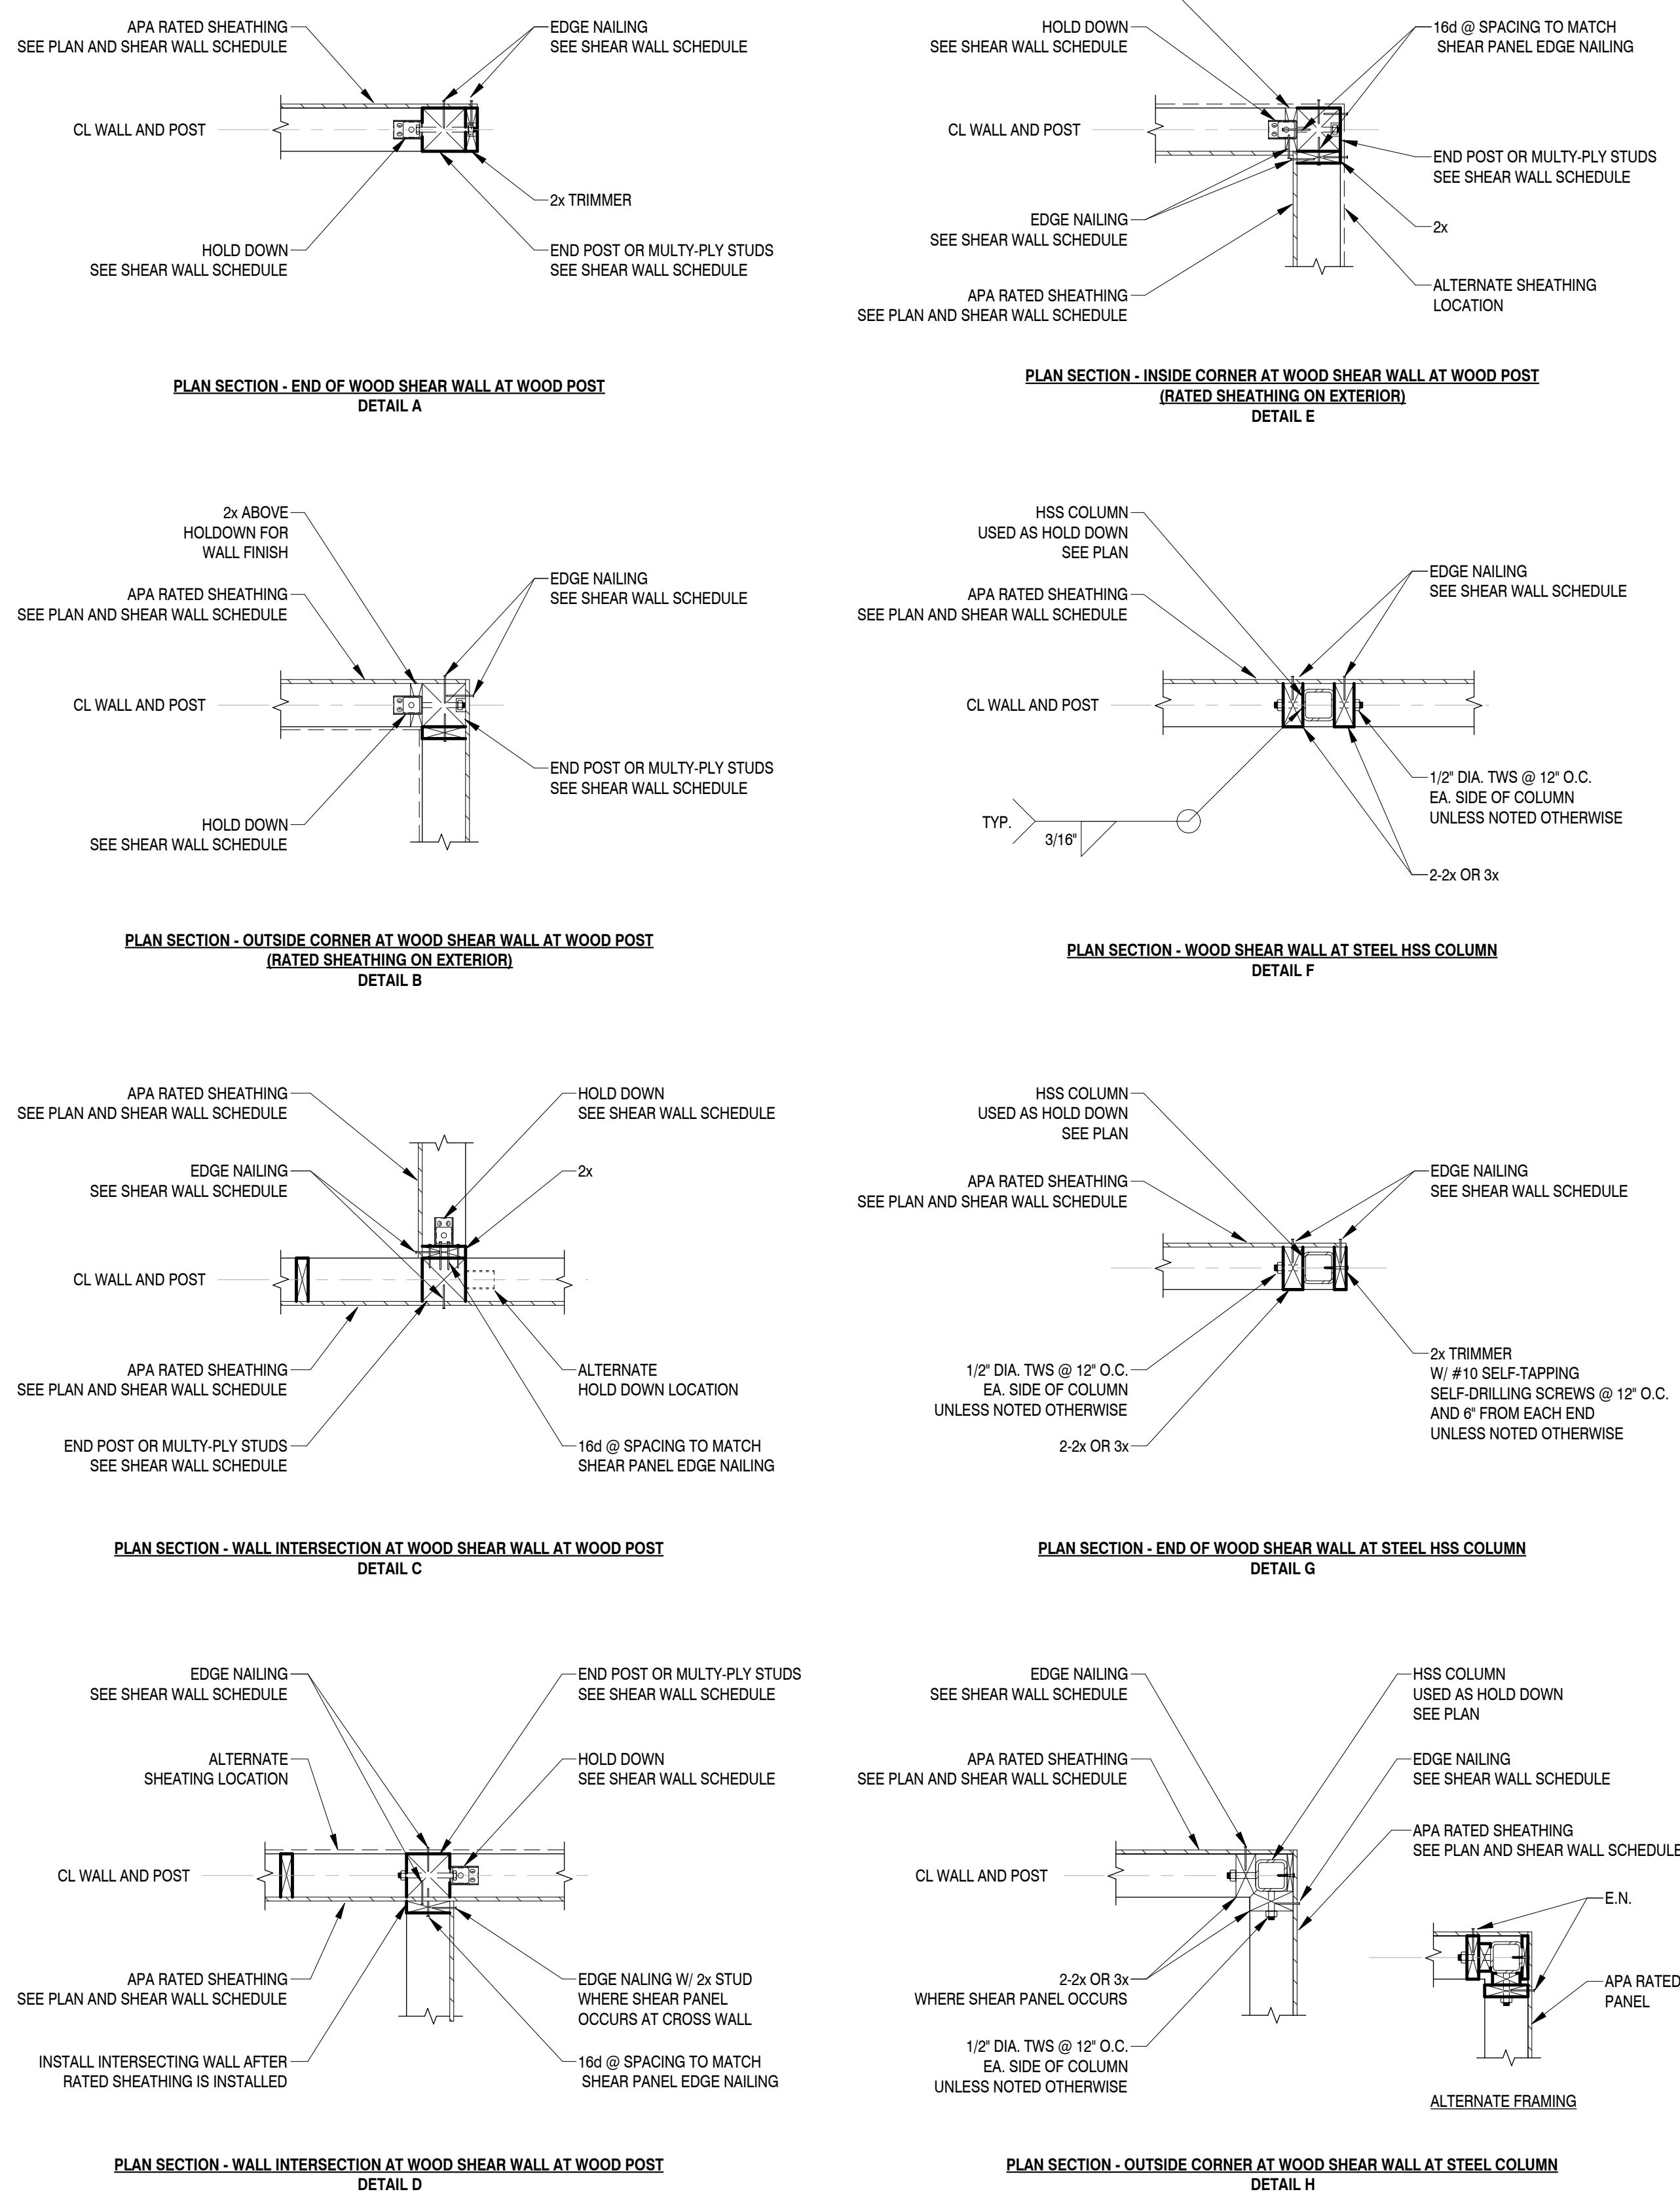 APA RATED SHEATHING
SEE PLAN AND SHEAR WALL SCHEDULE
EDGE NAILING
SEE SHEAR WALL SCHEDULE
CL WALL AND POST
2x TRIMMER
HOLD DOWN
SEE SHEAR WALL SCHEDULE
END POST OR MULTY-PLY STUDS
SEE SHEAR WALL SCHEDULE
PLAN SECTION - END OF WOOD SHEAR WALL AT WOOD POST
DETAIL A
HOLD DOWN
SEE SHEAR WALL SCHEDULE
16d @ SPACING TO MATCH
SHEAR PANEL EDGE NAILING
CL WALL AND POST
END POST OR MULTY-PLY STUDS
SEE SHEAR WALL SCHEDULE
EDGE NAILING
SEE SHEAR WALL SCHEDULE
2x
APA RATED SHEATHING
SEE PLAN AND SHEAR WALL SCHEDULE
ALTERNATE SHEATHING
LOCATION
PLAN SECTION - INSIDE CORNER AT WOOD SHEAR WALL AT WOOD POST
(RATED SHEATHING ON EXTERIOR)
DETAIL E
2x ABOVE
HOLDOWN FOR
WALL FINISH
APA RATED SHEATHING
SEE PLAN AND SHEAR WALL SCHEDULE
EDGE NAILING
SEE SHEAR WALL SCHEDULE
CL WALL AND POST
END POST OR MULTY-PLY STUDS
SEE SHEAR WALL SCHEDULE
HOLD DOWN
SEE SHEAR WALL SCHEDULE
PLAN SECTION - OUTSIDE CORNER AT WOOD SHEAR WALL AT WOOD POST
(RATED SHEATHING ON EXTERIOR)
DETAIL B
HSS COLUMN
USED AS HOLD DOWN
SEE PLAN
APA RATED SHEATHING
SEE PLAN AND SHEAR WALL SCHEDULE
EDGE NAILING
SEE SHEAR WALL SCHEDULE
CL WALL AND POST
1/2" DIA. TWS @ 12" O.C.
EA. SIDE OF COLUMN
UNLESS NOTED OTHERWISE
TYP.
3/16"
2-2x OR 3x
PLAN SECTION - WOOD SHEAR WALL AT STEEL HSS COLUMN
DETAIL F
APA RATED SHEATHING
SEE PLAN AND SHEAR WALL SCHEDULE
HOLD DOWN
SEE SHEAR WALL SCHEDULE
EDGE NAILING
SEE SHEAR WALL SCHEDULE
2x
CL WALL AND POST
APA RATED SHEATHING
SEE PLAN AND SHEAR WALL SCHEDULE
ALTERNATE
HOLD DOWN LOCATION
END POST OR MULTY-PLY STUDS
SEE SHEAR WALL SCHEDULE
16d @ SPACING TO MATCH
SHEAR PANEL EDGE NAILING
PLAN SECTION - WALL INTERSECTION AT WOOD SHEAR WALL AT WOOD POST
DETAIL C
HSS COLUMN
USED AS HOLD DOWN
SEE PLAN
APA RATED SHEATHING
SEE PLAN AND SHEAR WALL SCHEDULE
EDGE NAILING
SEE SHEAR WALL SCHEDULE
1/2" DIA. TWS @ 12" O.C.
EA. SIDE OF COLUMN
UNLESS NOTED OTHERWISE
2-2x OR 3x
2x TRIMMER
W/ #10 SELF-TAPPING
SELF-DRILLING SCREWS @ 12" O.C.
AND 6" FROM EACH END
UNLESS NOTED OTHERWISE
PLAN SECTION - END OF WOOD SHEAR WALL AT STEEL HSS COLUMN
DETAIL G
EDGE NAILING
SEE SHEAR WALL SCHEDULE
END POST OR MULTY-PLY STUDS
SEE SHEAR WALL SCHEDULE
ALTERNATE
SHEATING LOCATION
HOLD DOWN
SEE SHEAR WALL SCHEDULE
CL WALL AND POST
APA RATED SHEATHING
SEE PLAN AND SHEAR WALL SCHEDULE
EDGE NALING W/ 2x STUD
WHERE SHEAR PANEL
OCCURS AT CROSS WALL
INSTALL INTERSECTING WALL AFTER
RATED SHEATHING IS INSTALLED
16d @ SPACING TO MATCH
SHEAR PANEL EDGE NAILING
PLAN SECTION - WALL INTERSECTION AT WOOD SHEAR WALL AT WOOD POST
DETAIL D
EDGE NAILING
SEE SHEAR WALL SCHEDULE
HSS COLUMN
USED AS HOLD DOWN
SEE PLAN
APA RATED SHEATHING
SEE PLAN AND SHEAR WALL SCHEDULE
EDGE NAILING
SEE SHEAR WALL SCHEDULE
APA RATED SHEATHING
SEE PLAN AND SHEAR WALL SCHEDULE
CL WALL AND POST
E.N.
2-2x OR 3x
WHERE SHEAR PANEL OCCURS
APA RATED
PANEL
1/2" DIA. TWS @ 12" O.C.
EA. SIDE OF COLUMN
UNLESS NOTED OTHERWISE
ALTERNATE FRAMING
PLAN SECTION - OUTSIDE CORNER AT WOOD SHEAR WALL AT STEEL COLUMN
DETAIL H